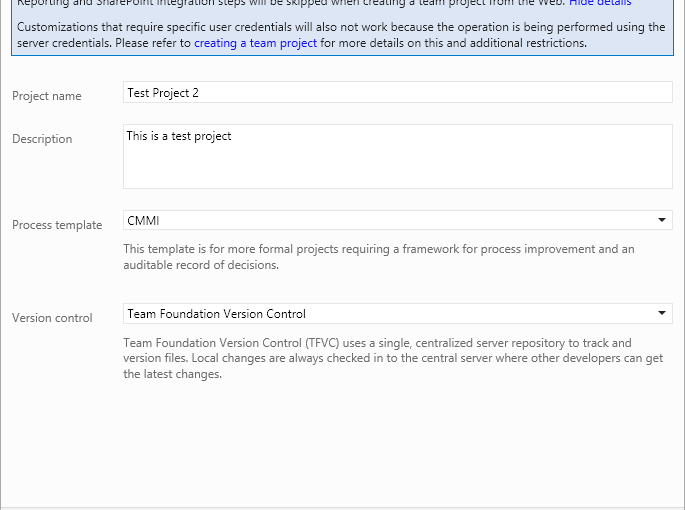 Reporting and SharePoint integration steps will be skipped when creating a team project from the Web. Hide details
Customizations that require specific user credentials will also not work because the operation is being performed using the
server credentials. Please refer to creating a team project for more details on this and additional restrictions.
Project name
Test Project 2
Description
This is a test project
Process template
CMMI
This template is for more formal projects requiring a framework for process improvement and an
auditable record of decisions.
Version control
Team Foundation Version Control
Team Foundation Version Control (TFVC) uses a single, centralized server repository to track and
version files. Local changes are always checked in to the central server where other developers can get
the latest changes.